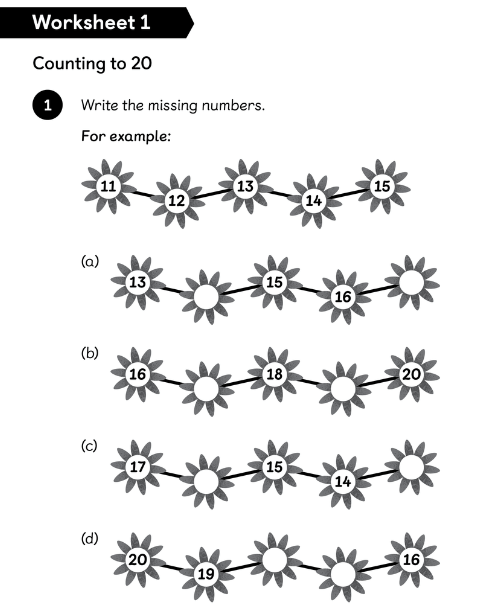 Worksheet 1
Counting to 20
1 Write the missing numbers.
For example:
11 12 13 14 15
(a) 13 15 16
(b) 16 18 20
(c) 17 15 14
(d) 20 19 16